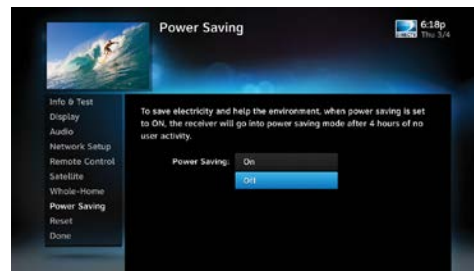 Power Saving
6:18p
DIRECTV Thu 3/4
Info & Test
Display
Audio
Network Setup
Remote Control
Satellite
Whole-Home
Power Saving
Reset
Done
To save electricity and help the environment, when power saving is set
to ON, the receiver will go into power saving mode after 4 hours of no
user activity.
Power Saving: On
Off